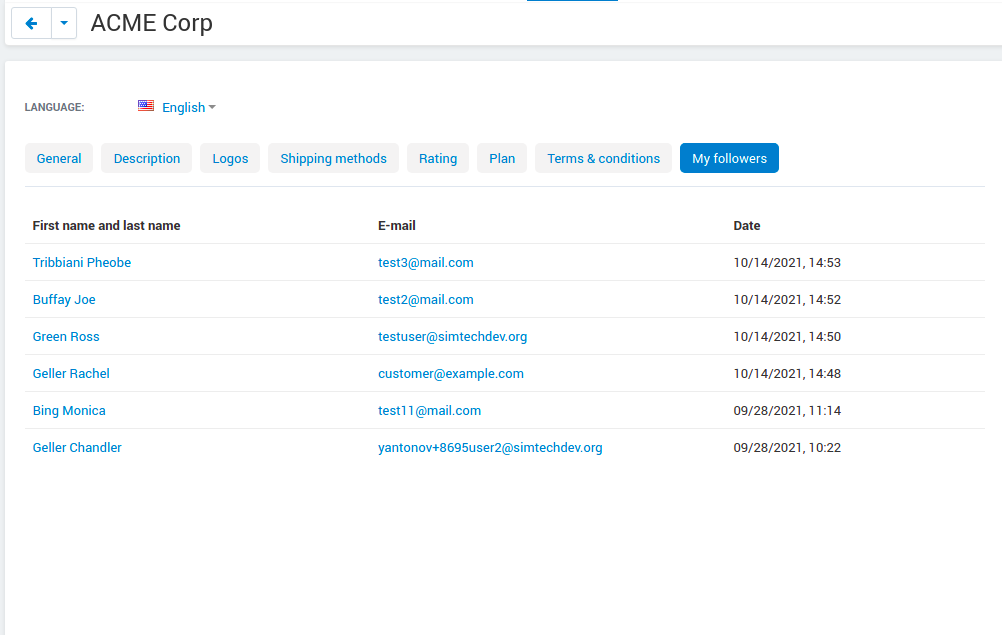 ACME Corp
LANGUAGE: English
General Description Logos Shipping methods Rating Plan Terms & conditions My followers
First name and last name E-mail Date
Tribbiani Pheobe test3@mail.com 10/14/2021, 14:53
Buffay Joe test2@mail.com 10/14/2021, 14:52
Green Ross testuser@simtechdev.org 10/14/2021, 14:50
Geller Rachel customer@example.com 10/14/2021, 14:48
Bing Monica test11@mail.com 09/28/2021, 11:14
Geller Chandler yantonov+8695user2@simtechdev.org 09/28/2021, 10:22